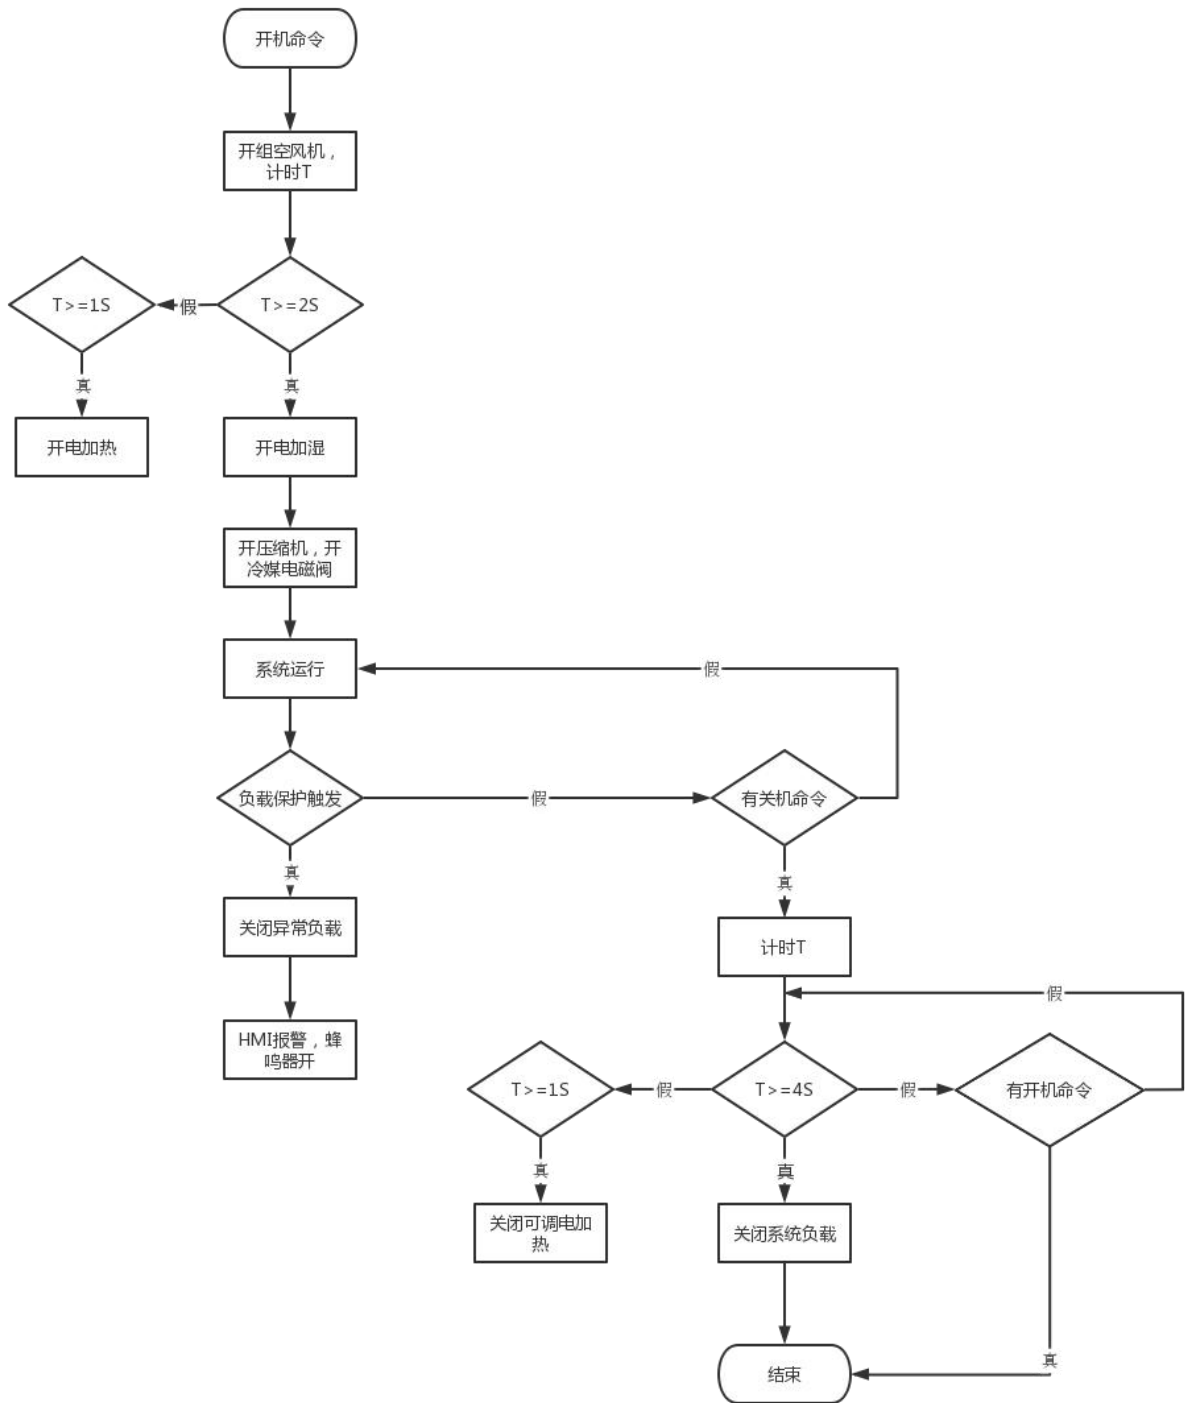 开机命令
开组空风机，
计时T
T>=1S
假
T>=2S
真
真
开电加热
开电加湿
开压缩机，开
冷媒电磁阀
系统运行
假
负载保护触发
假
有关机命令
真
真
关闭异常负载
计时T
假
HMI报警，蜂
鸣器开
T>=1S
假
T>=4S
假
有开机命令
真
真
关闭可调电加
热
关闭系统负载
真
结束